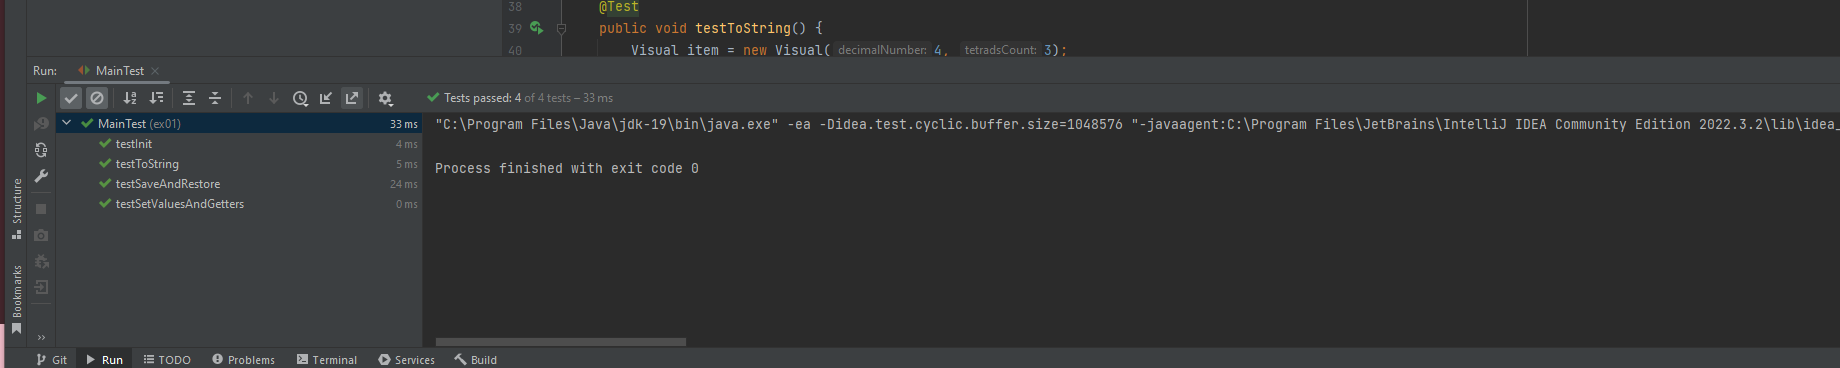 38 @Test
39 public void testToString() {
40 Visual item = new Visual( decimalNumber: 4, tetradsCount: 3);
Run: MainTest
Tests passed: 4 of 4 tests – 33 ms
MainTest (ex01) 33 ms
testInit 4 ms
testToString 5 ms
testSaveAndRestore 24 ms
testSetValuesAndGetters 0 ms
"C:\Program Files\Java\jdk-19\bin\java.exe" -ea -Didea.test.cyclic.buffer.size=1048576 "-javaagent:C:\Program Files\JetBrains\IntelliJ IDEA Community Edition 2022.3.2\lib\idea_
Process finished with exit code 0
Structure
Bookmarks
Git Run TODO Problems Terminal Services Build